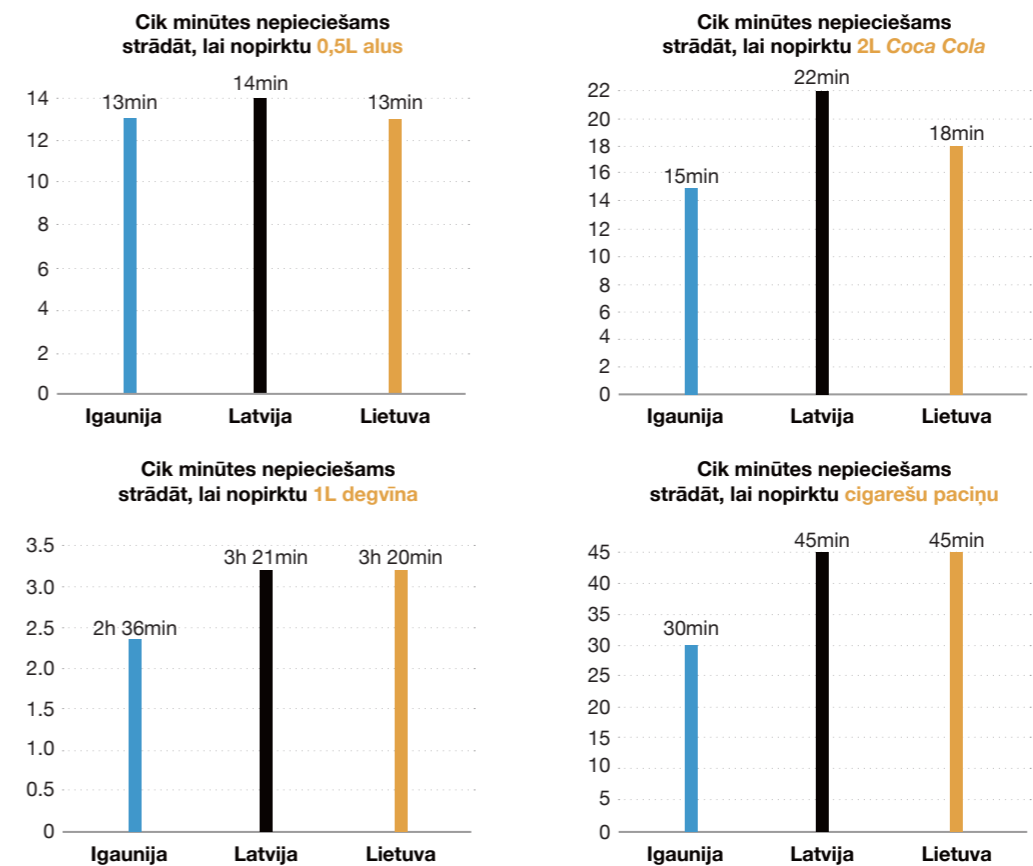 Cik minūtes nepieciešams
strādāt, lai nopirktu 0,5L alus
14
12
10
8
6
4
2
0
13min
14min
13min
Igaunija
Latvija
Lietuva
Cik minūtes nepieciešams
strādāt, lai nopirktu 2L Coca Cola
22
20
18
16
14
12
10
8
6
4
2
0
15min
22min
18min
Igaunija
Latvija
Lietuva
Cik minūtes nepieciešams
strādāt, lai nopirktu 1L degvīna
3.5
3.0
2.5
2.0
1.5
1.0
0.5
0
2h 36min
3h 21min
3h 20min
Igaunija
Latvija
Lietuva
Cik minūtes nepieciešams
strādāt, lai nopirktu cigarešu paciņu
45
40
35
30
25
20
15
10
5
0
30min
45min
45min
Igaunija
Latvija
Lietuva